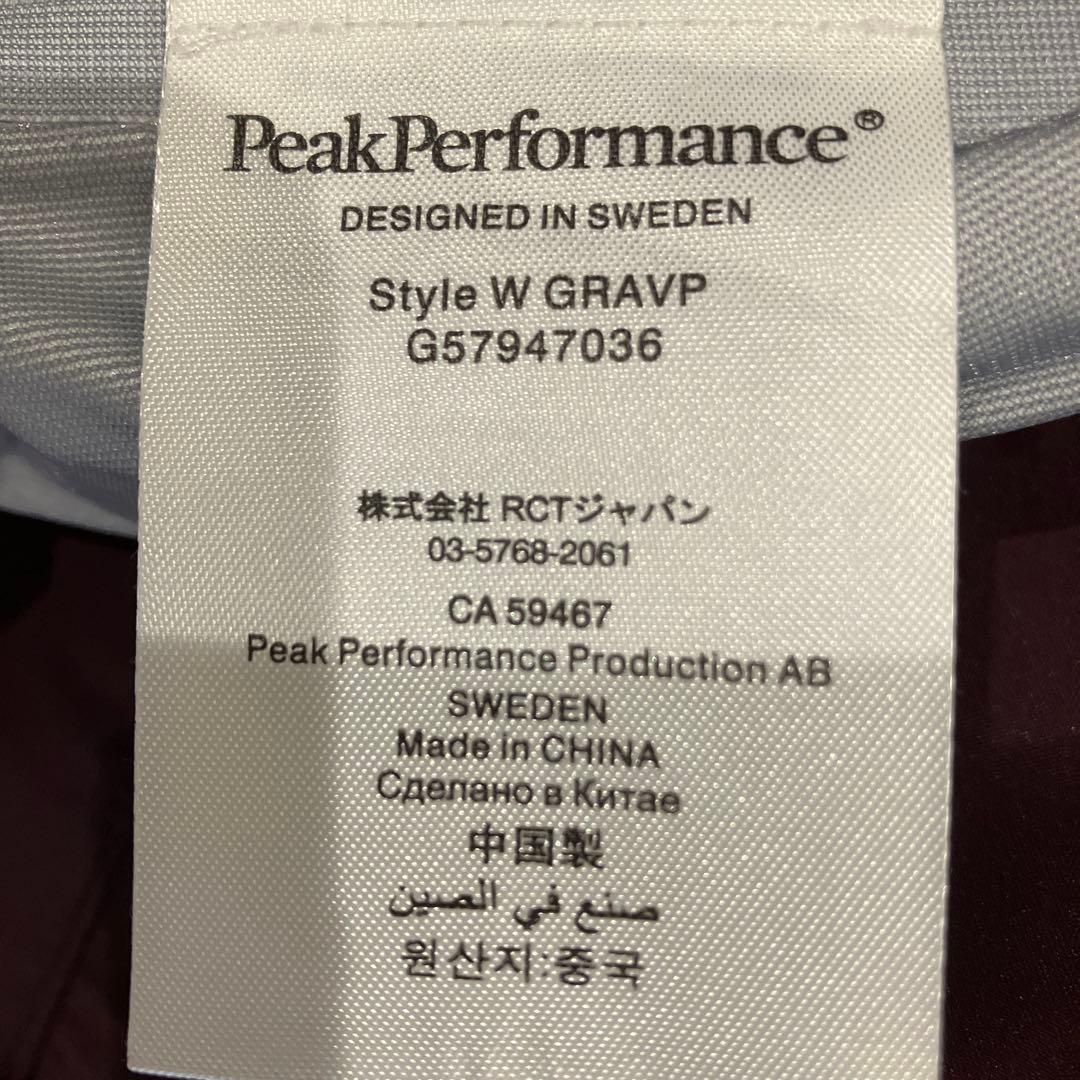 PeakPerformance®
DESIGNED IN SWEDEN
Style W GRAVP
G57947036
株式会社 RCTジャパン
03-5768-2061
CA 59467
Peak Performance Production AB
SWEDEN
Made in CHINA
Сделано в Китае
中国製
صنع في الصين
원산지:중국